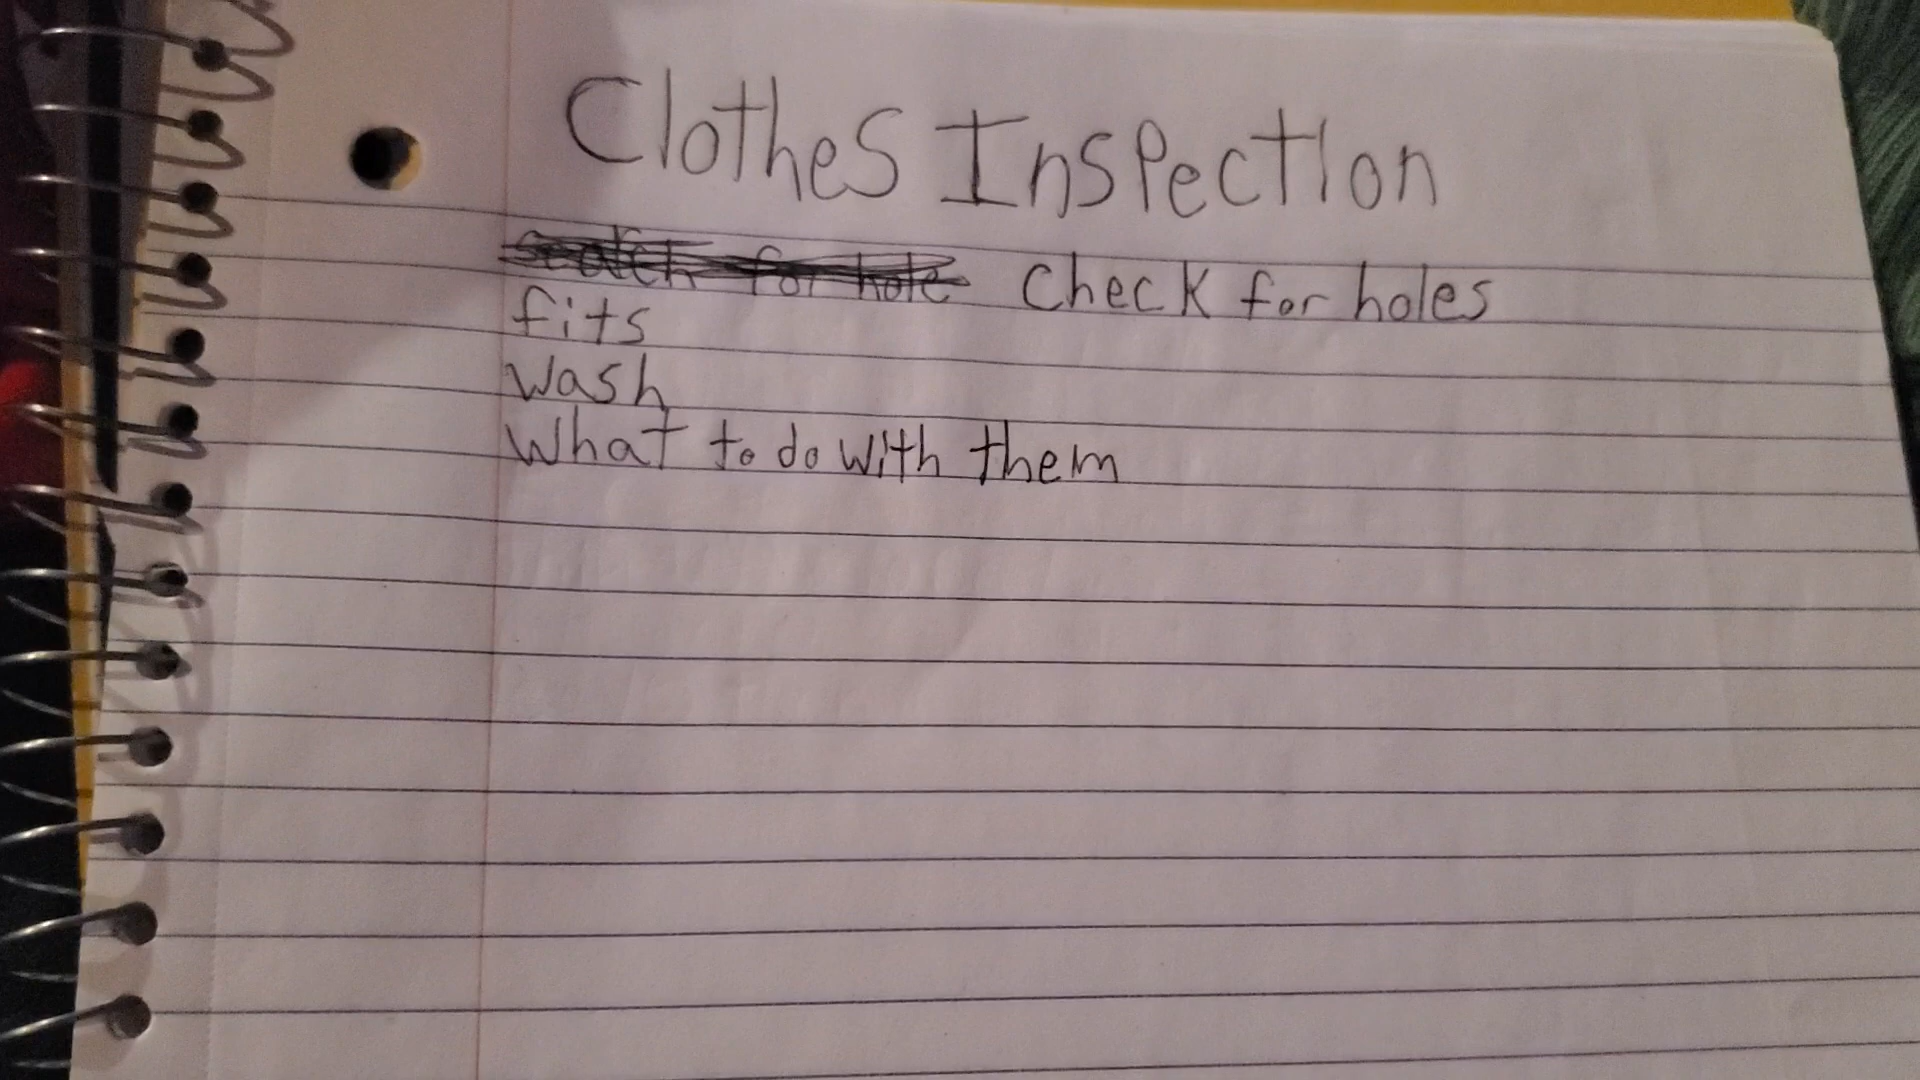 Clothes Inspection
Check for holes
fits
wash
What to do with them